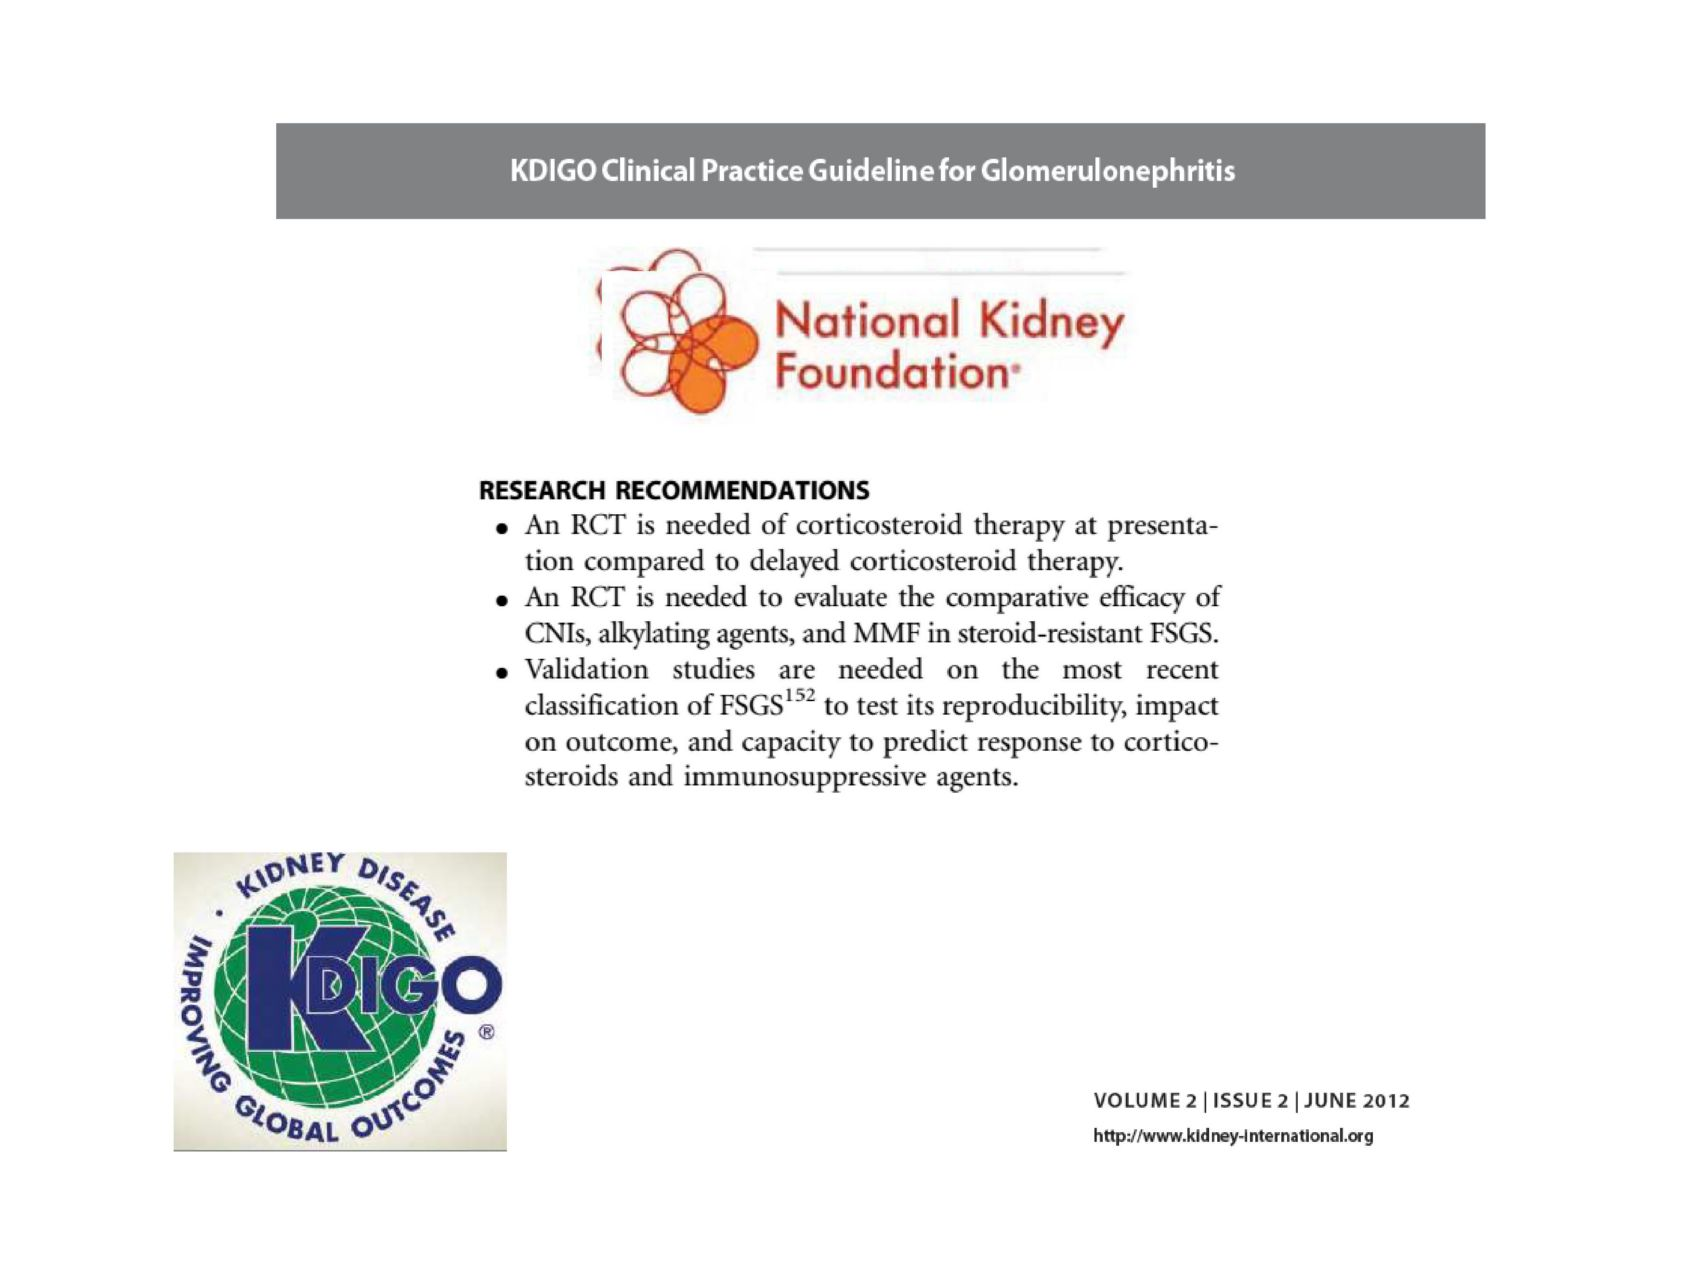 KDIGO Clinical Practice Guideline for Glomerulonephritis
National Kidney
Foundation®
RESEARCH RECOMMENDATIONS
● An RCT is needed of corticosteroid therapy at presenta-
tion compared to delayed corticosteroid therapy.
● An RCT is needed to evaluate the comparative efficacy of
CNIs, alkylating agents, and MMF in steroid-resistant FSGS.
● Validation studies are needed on the most recent
classification of FSGS152 to test its reproducibility, impact
on outcome, and capacity to predict response to cortico-
steroids and immunosuppressive agents.
· KIDNEY DISEASE
KDIGO ®
IMPROVING GLOBAL OUTCOMES
VOLUME 2 | ISSUE 2 | JUNE 2012
http://www.kidney-international.org